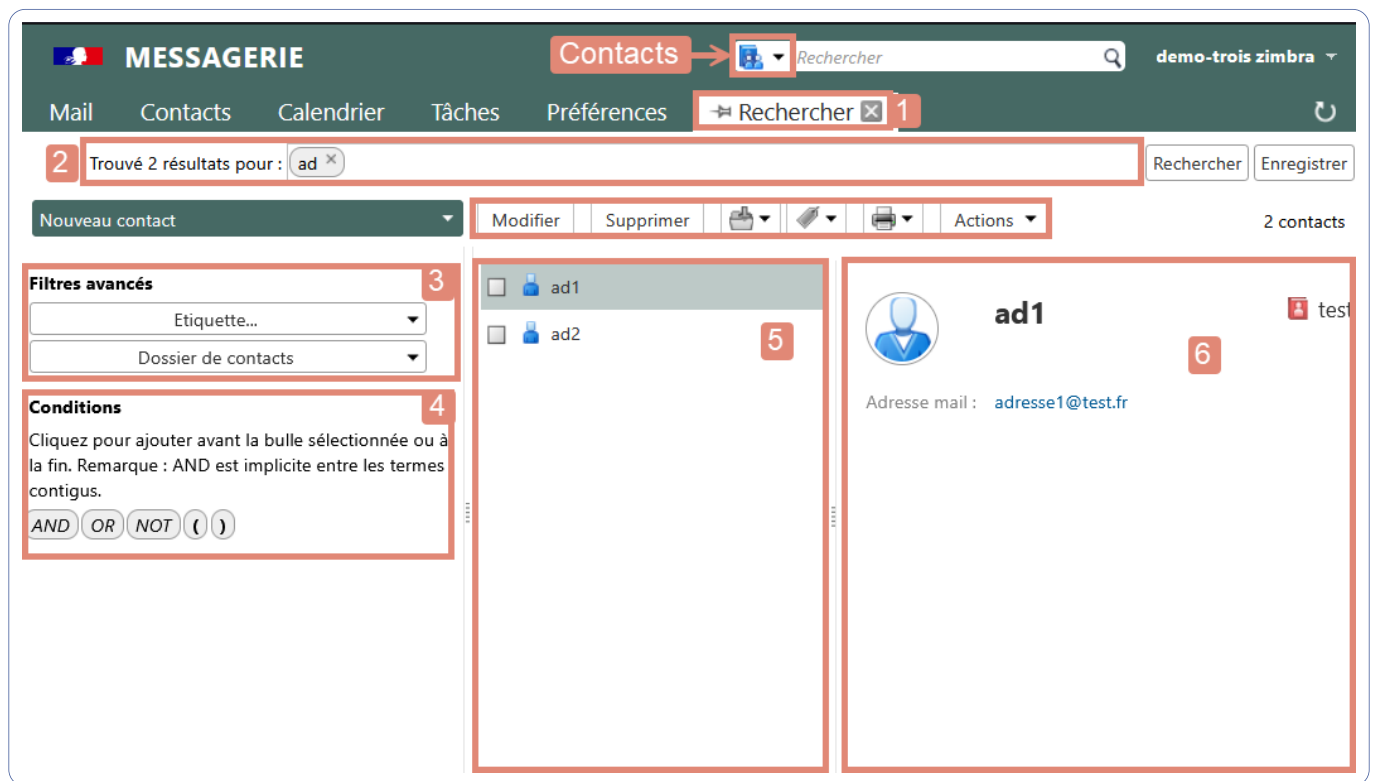 MESSAGERIE
Contacts
Rechercher
demo-trois zimbra
Mail Contacts Calendrier Tâches Préférences Rechercher 1
2 Trouvé 2 résultats pour : ad Rechercher Enregistrer
Nouveau contact Modifier Supprimer Actions 2 contacts
Filtres avancés 3
Etiquette...
Dossier de contacts
Conditions 4
Cliquez pour ajouter avant la bulle sélectionnée ou à
la fin. Remarque : AND est implicite entre les termes
contigus.
AND OR NOT ( )
ad1
ad2
5
ad1 test
6
Adresse mail : adresse1@test.fr